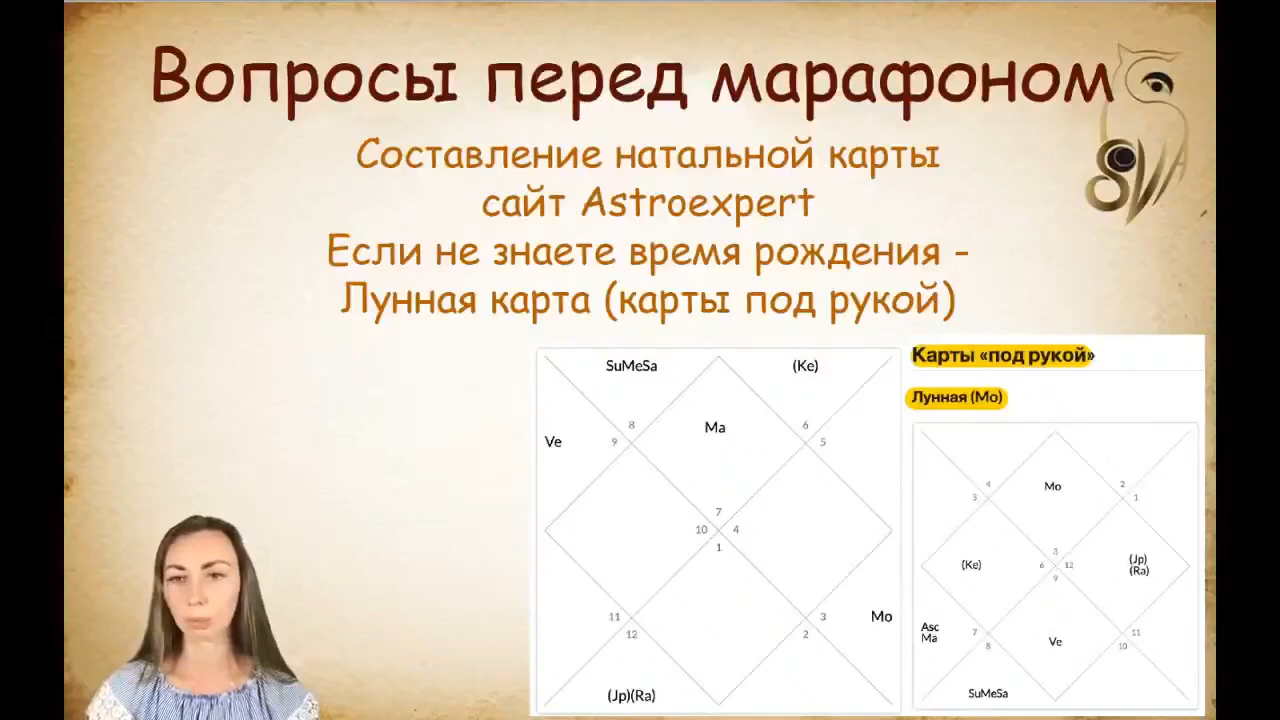 Вопросы перед марафоном
SVA
Составление натальной карты
сайт Astroexpert
Если не знаете время рождения -
Лунная карта (карты под рукой)
SuMeSa
(Ke)
8
Ma
6
Ve
9
5
7
10
4
1
11
3
Mo
12
2
(Jp)(Ra)
Карты «под рукой»
Лунная (Mo)
4
Mo
2
5
1
3
(Ke)
6
12
(Jp)
(Ra)
9
Asc
Ma
7
Ve
11
8
10
SuMeSa